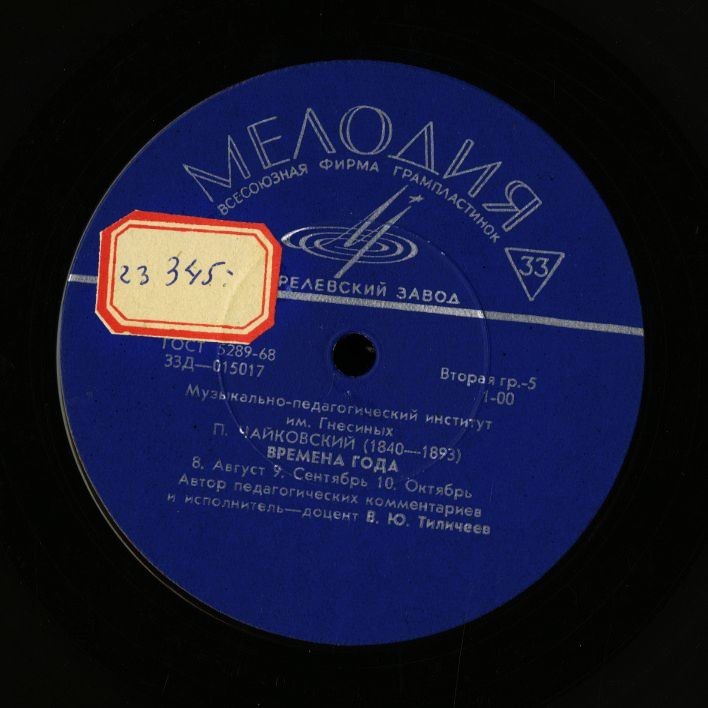 МЕЛОДИЯ
ВСЕСОЮЗНАЯ ФИРМА ГРАМПЛАСТИНОК
33
23 345:
РЕЛЕВСКИЙ ЗАВОД
ГОСТ 5289-68
33Д—015017
Вторая гр.-5
1-00
Музыкально-педагогический институт
им. Гнесиных
П. ЧАЙКОВСКИЙ (1840—1893)
ВРЕМЕНА ГОДА
8. Август 9. Сентябрь 10. Октябрь
Автор педагогических комментариев
и исполнитель—доцент В. Ю. Тиличеев